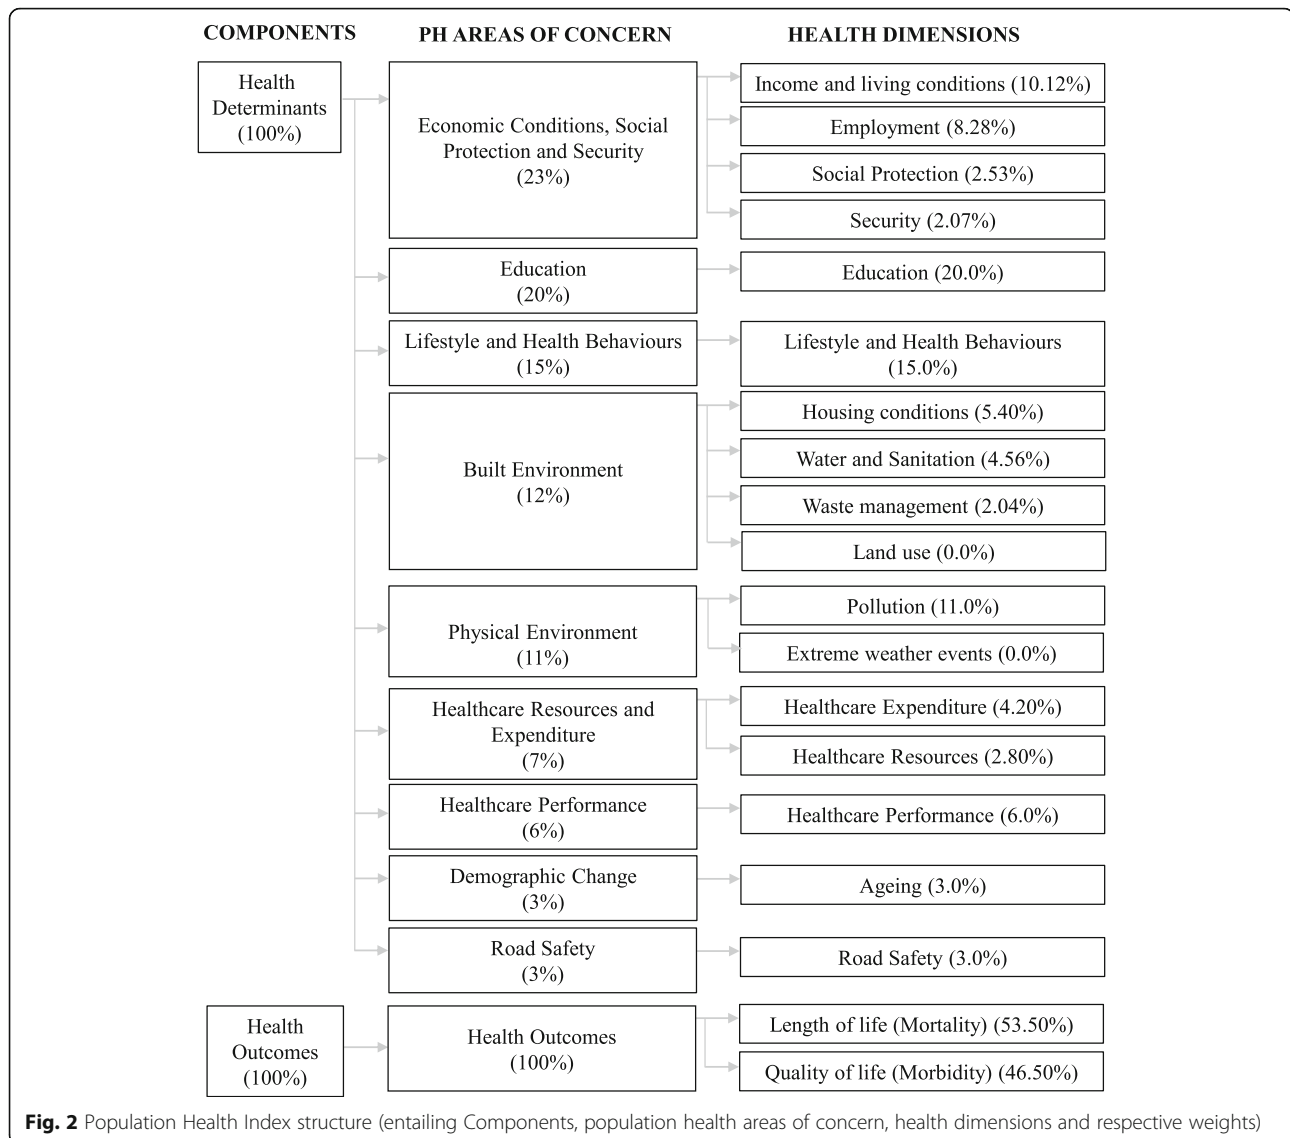 COMPONENTS
PH AREAS OF CONCERN
HEALTH DIMENSIONS
Health
Determinants
(100%)
Economic Conditions, Social
Protection and Security
(23%)
Income and living conditions (10.12%)
Employment (8.28%)
Social Protection (2.53%)
Security (2.07%)
Education
(20%)
Education (20.0%)
Lifestyle and Health Behaviours
(15%)
Lifestyle and Health Behaviours
(15.0%)
Built Environment
(12%)
Housing conditions (5.40%)
Water and Sanitation (4.56%)
Waste management (2.04%)
Land use (0.0%)
Physical Environment
(11%)
Pollution (11.0%)
Extreme weather events (0.0%)
Healthcare Resources and
Expenditure
(7%)
Healthcare Expenditure (4.20%)
Healthcare Resources (2.80%)
Healthcare Performance
(6%)
Healthcare Performance (6.0%)
Demographic Change
(3%)
Ageing (3.0%)
Road Safety
(3%)
Road Safety (3.0%)
Health
Outcomes
(100%)
Health Outcomes
(100%)
Length of life (Mortality) (53.50%)
Quality of life (Morbidity) (46.50%)
Fig. 2 Population Health Index structure (entailing Components, population health areas of concern, health dimensions and respective weights)